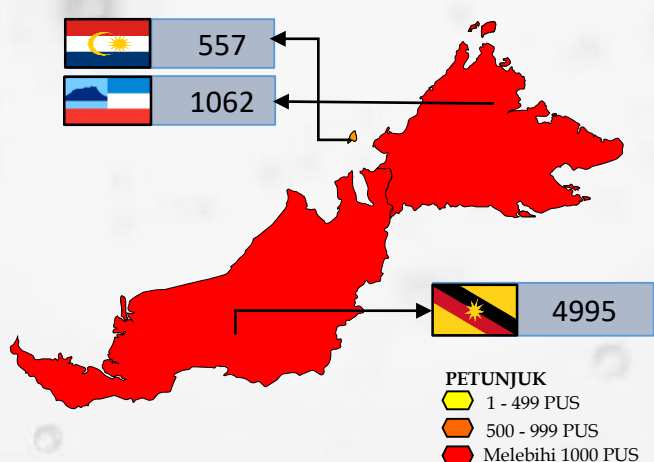 557
1062
4995
PETUNJUK
1 - 499 PUS
500 - 999 PUS
Melebihi 1000 PUS